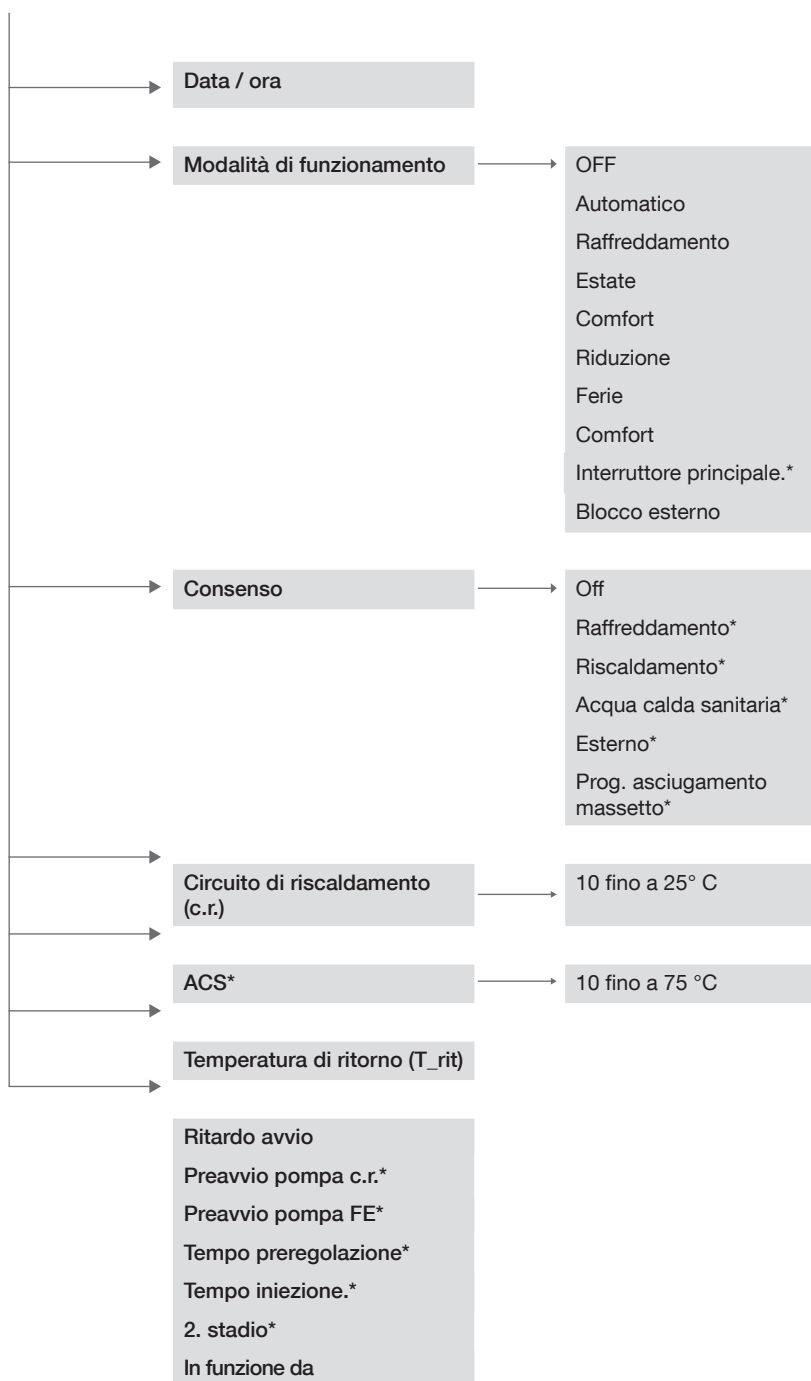 Data / ora
Modalità di funzionamento
OFF
Automatico
Raffreddamento
Estate
Comfort
Riduzione
Ferie
Comfort
Interruttore principale.*
Blocco esterno
Consenso
Off
Raffreddamento*
Riscaldamento*
Acqua calda sanitaria*
Esterno*
Prog. asciugamento
massetto*
Circuito di riscaldamento
(c.r.)
10 fino a 25° C
ACS*
10 fino a 75 °C
Temperatura di ritorno (T_rit)
Ritardo avvio
Preavvio pompa c.r.*
Preavvio pompa FE*
Tempo preregolazione*
Tempo iniezione.*
2. stadio*
In funzione da